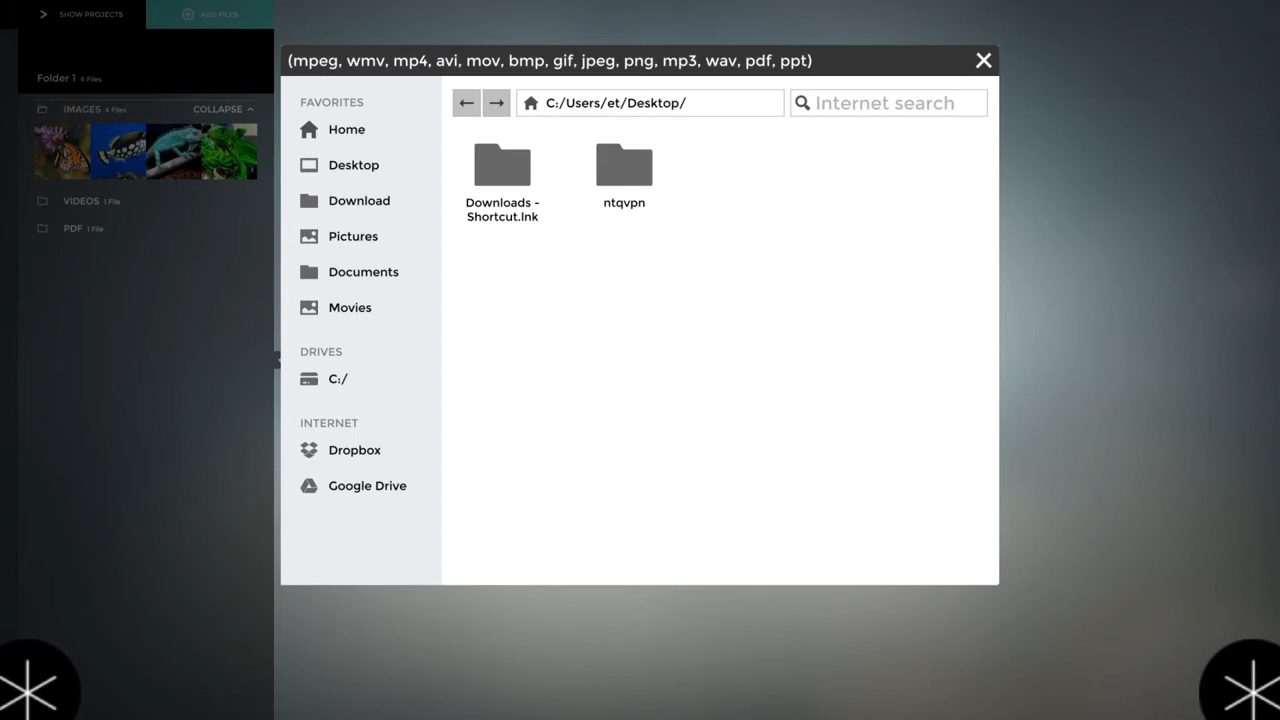 SHOW PROJECTS
ADD FILES
Folder 1 6 Files
IMAGES 4 Files COLLAPSE
VIDEOS 1 File
PDF 1 File
(mpeg, wmv, mp4, avi, mov, bmp, gif, jpeg, png, mp3, wav, pdf, ppt)
FAVORITES
Home
Desktop
Download
Pictures
Documents
Movies
DRIVES
C:/
INTERNET
Dropbox
Google Drive
C:/Users/et/Desktop/
Internet search
Downloads -
Shortcut.lnk
ntqvpn